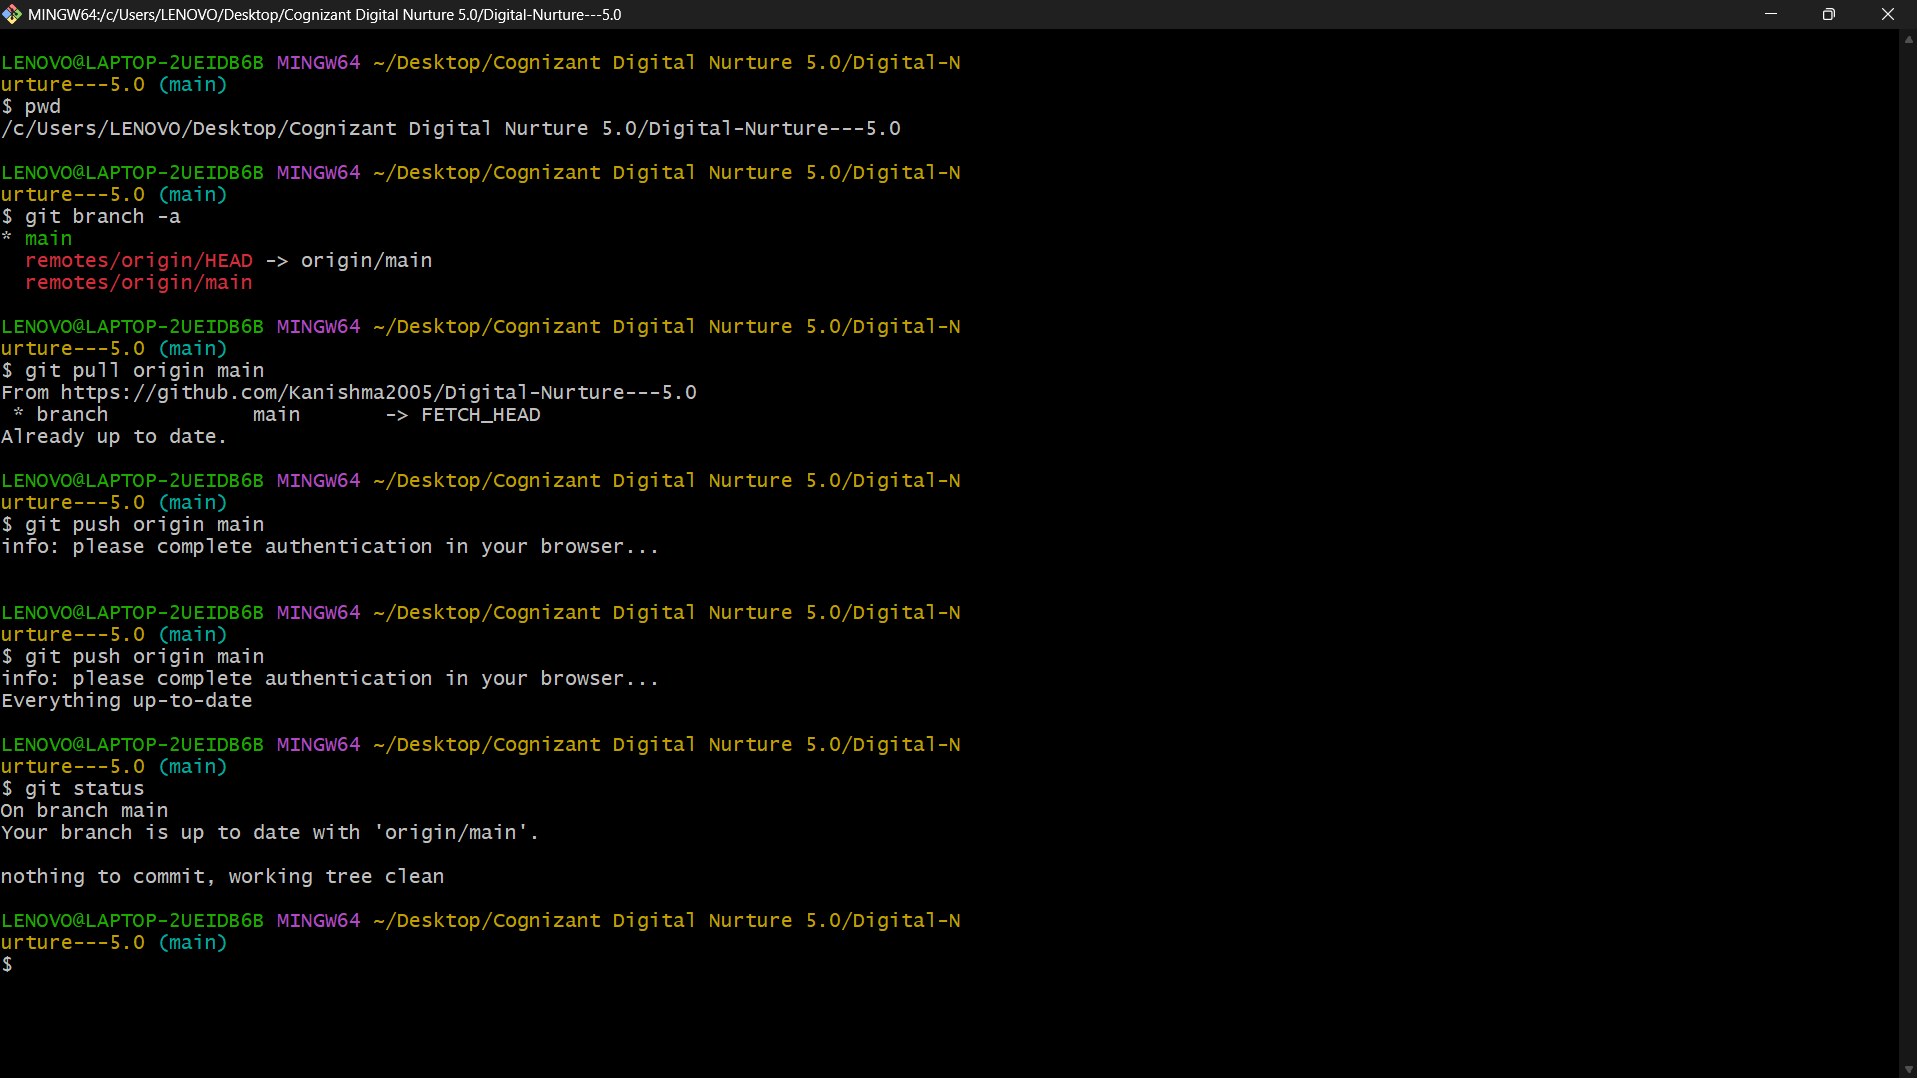 MINGW64:/c/Users/LENOVO/Desktop/Cognizant Digital Nurture 5.0/Digital-Nurture---5.0
LENOVO@LAPTOP-2UEIDB6B MINGW64 ~/Desktop/Cognizant Digital Nurture 5.0/Digital-N
urture---5.0 (main)
$ pwd
/c/Users/LENOVO/Desktop/Cognizant Digital Nurture 5.0/Digital-Nurture---5.0
LENOVO@LAPTOP-2UEIDB6B MINGW64 ~/Desktop/Cognizant Digital Nurture 5.0/Digital-N
urture---5.0 (main)
$ git branch -a
* main
  remotes/origin/HEAD -> origin/main
  remotes/origin/main
LENOVO@LAPTOP-2UEIDB6B MINGW64 ~/Desktop/Cognizant Digital Nurture 5.0/Digital-N
urture---5.0 (main)
$ git pull origin main
From https://github.com/Kanishma2005/Digital-Nurture---5.0
 * branch            main       -> FETCH_HEAD
Already up to date.
LENOVO@LAPTOP-2UEIDB6B MINGW64 ~/Desktop/Cognizant Digital Nurture 5.0/Digital-N
urture---5.0 (main)
$ git push origin main
info: please complete authentication in your browser...
LENOVO@LAPTOP-2UEIDB6B MINGW64 ~/Desktop/Cognizant Digital Nurture 5.0/Digital-N
urture---5.0 (main)
$ git push origin main
info: please complete authentication in your browser...
Everything up-to-date
LENOVO@LAPTOP-2UEIDB6B MINGW64 ~/Desktop/Cognizant Digital Nurture 5.0/Digital-N
urture---5.0 (main)
$ git status
On branch main
Your branch is up to date with 'origin/main'.
nothing to commit, working tree clean
LENOVO@LAPTOP-2UEIDB6B MINGW64 ~/Desktop/Cognizant Digital Nurture 5.0/Digital-N
urture---5.0 (main)
$